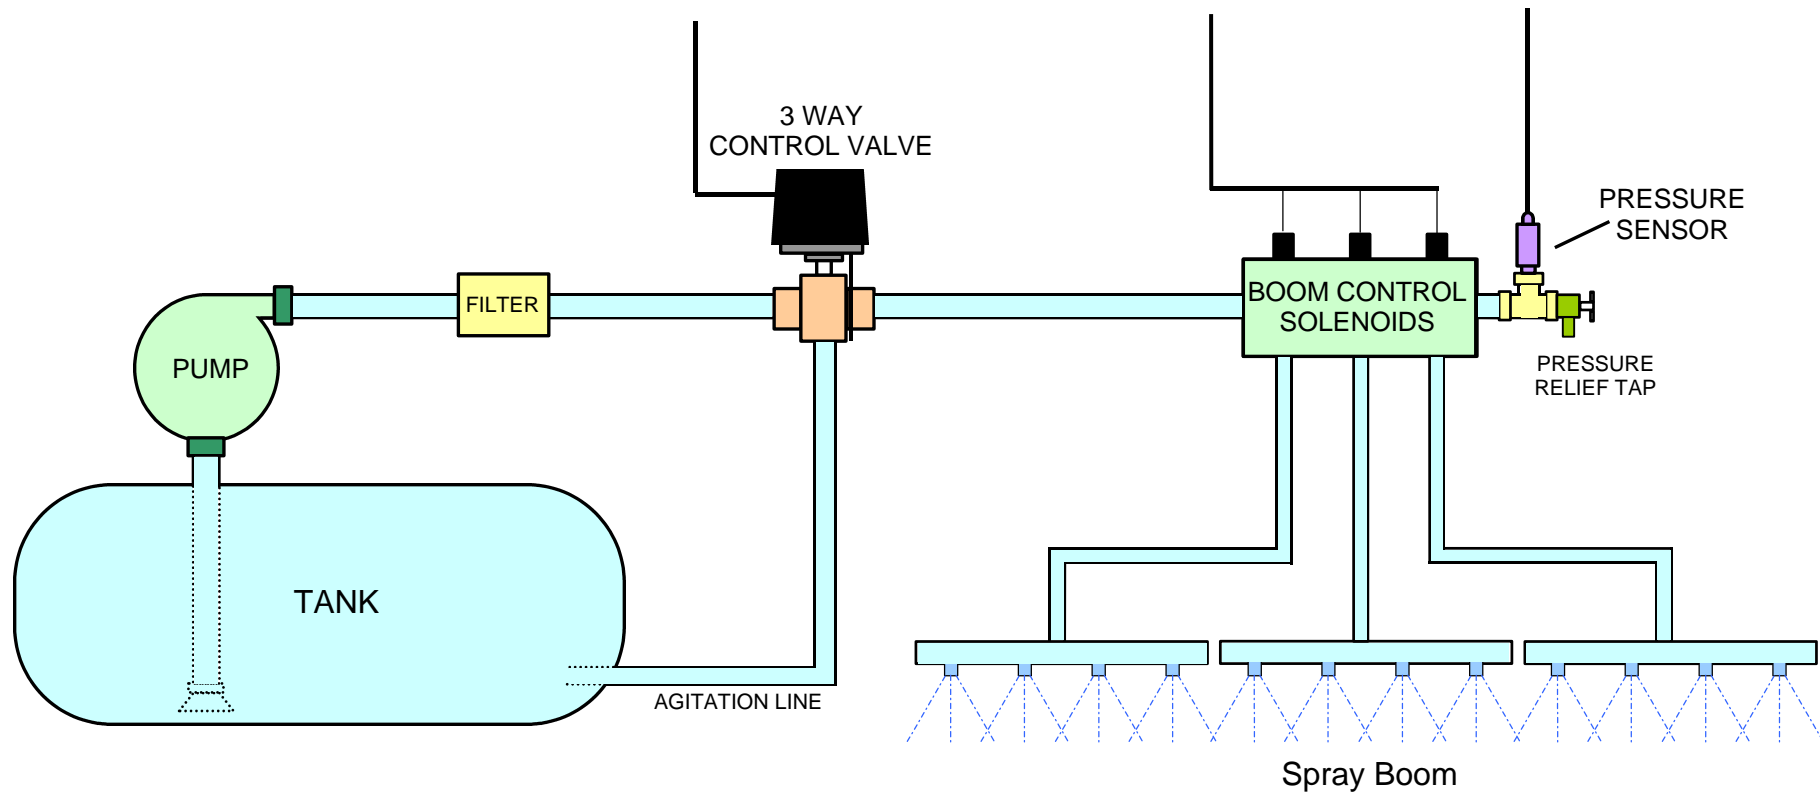 3 WAY
CONTROL VALVE
PRESSURE
SENSOR
FILTER
BOOM CONTROL
SOLENOIDS
PUMP
PRESSURE
RELIEF TAP
TANK
AGITATION LINE
Spray Boom